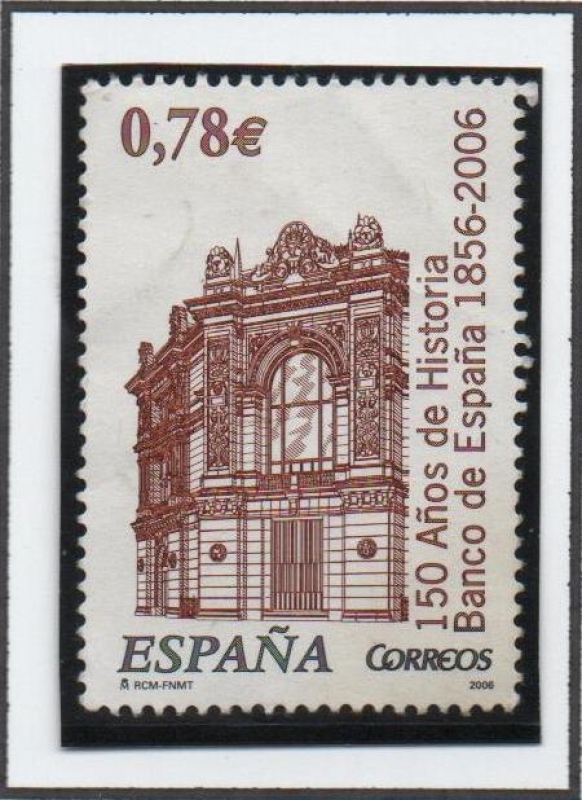 0,78€
150 Años de Historia
Banco de España 1856-2006
ESPAÑA
CORREOS
RCM-FNMT
2006